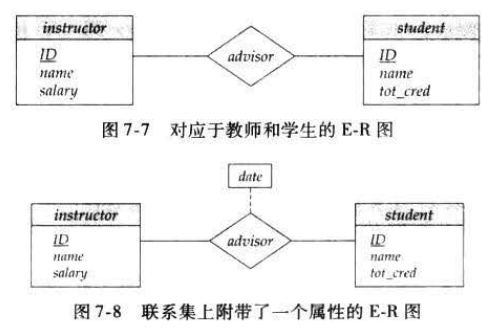 instructor
ID
name
salary
advisor
student
ID
name
tot_cred
图 7-7 对应于教师和学生的 E-R 图
date
instructor
ID
name
salary
advisor
student
ID
name
tot_cred
图 7-8 联系集上附带了一个属性的 E-R 图